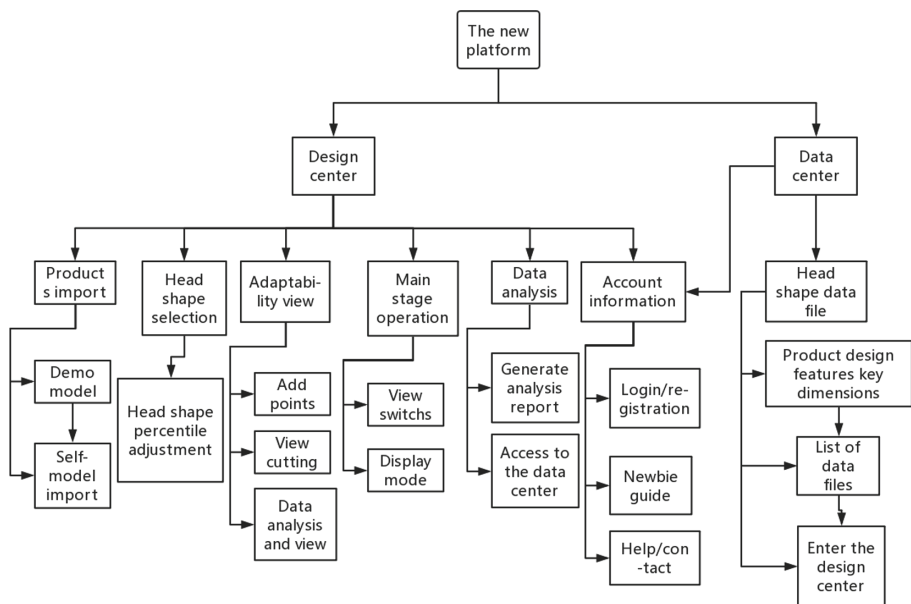 The new
platform
Design
center
Data
center
Product
s import
Head
shape
selection
Adaptab-
ility view
Main
stage
operation
Data
analysis
Account
information
Head
shape data
file
Demo
model
Self-
model
import
Head shape
percentile
adjustment
Add
points
View
cutting
Data
analysis
and view
View
switchs
Display
mode
Generate
analysis
report
Access to
the data
center
Login/re-
gistration
Newbie
guide
Help/con
-tact
Product design
features key
dimensions
List of
data
files
Enter the
design
center